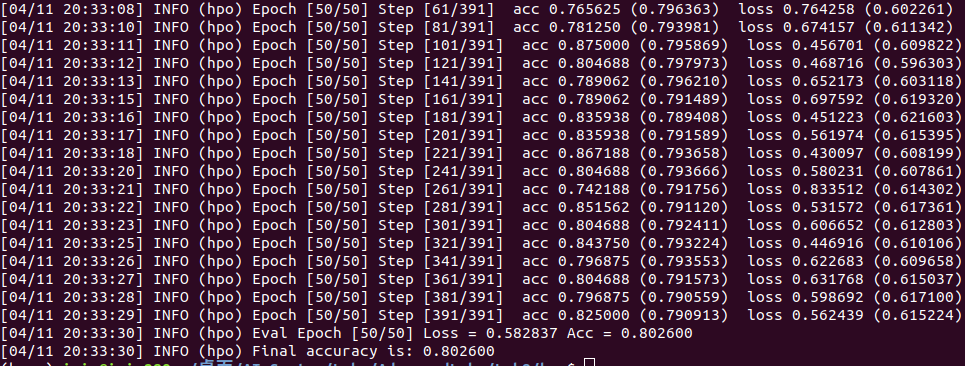 [04/11 20:33:08] INFO (hpo) Epoch [50/50] Step [61/391] acc 0.765625 (0.796363) loss 0.764258 (0.602261)
[04/11 20:33:10] INFO (hpo) Epoch [50/50] Step [81/391] acc 0.781250 (0.793981) loss 0.674157 (0.611342)
[04/11 20:33:11] INFO (hpo) Epoch [50/50] Step [101/391] acc 0.875000 (0.795869) loss 0.456701 (0.609822)
[04/11 20:33:12] INFO (hpo) Epoch [50/50] Step [121/391] acc 0.804688 (0.797973) loss 0.468716 (0.596303)
[04/11 20:33:13] INFO (hpo) Epoch [50/50] Step [141/391] acc 0.789062 (0.796210) loss 0.652173 (0.603118)
[04/11 20:33:15] INFO (hpo) Epoch [50/50] Step [161/391] acc 0.789062 (0.791489) loss 0.697592 (0.619320)
[04/11 20:33:16] INFO (hpo) Epoch [50/50] Step [181/391] acc 0.835938 (0.789408) loss 0.451223 (0.621603)
[04/11 20:33:17] INFO (hpo) Epoch [50/50] Step [201/391] acc 0.835938 (0.791589) loss 0.561974 (0.615395)
[04/11 20:33:18] INFO (hpo) Epoch [50/50] Step [221/391] acc 0.867188 (0.793658) loss 0.430097 (0.608199)
[04/11 20:33:20] INFO (hpo) Epoch [50/50] Step [241/391] acc 0.804688 (0.793666) loss 0.580231 (0.607861)
[04/11 20:33:21] INFO (hpo) Epoch [50/50] Step [261/391] acc 0.742188 (0.791756) loss 0.833512 (0.614302)
[04/11 20:33:22] INFO (hpo) Epoch [50/50] Step [281/391] acc 0.851562 (0.791120) loss 0.531572 (0.617361)
[04/11 20:33:23] INFO (hpo) Epoch [50/50] Step [301/391] acc 0.804688 (0.792411) loss 0.606652 (0.612803)
[04/11 20:33:25] INFO (hpo) Epoch [50/50] Step [321/391] acc 0.843750 (0.793224) loss 0.446916 (0.610106)
[04/11 20:33:26] INFO (hpo) Epoch [50/50] Step [341/391] acc 0.796875 (0.793553) loss 0.622683 (0.609658)
[04/11 20:33:27] INFO (hpo) Epoch [50/50] Step [361/391] acc 0.804688 (0.791573) loss 0.631768 (0.615037)
[04/11 20:33:28] INFO (hpo) Epoch [50/50] Step [381/391] acc 0.796875 (0.790559) loss 0.598692 (0.617100)
[04/11 20:33:29] INFO (hpo) Epoch [50/50] Step [391/391] acc 0.825000 (0.790913) loss 0.562439 (0.615224)
[04/11 20:33:30] INFO (hpo) Eval Epoch [50/50] Loss = 0.582837 Acc = 0.802600
[04/11 20:33:30] INFO (hpo) Final accuracy is: 0.802600